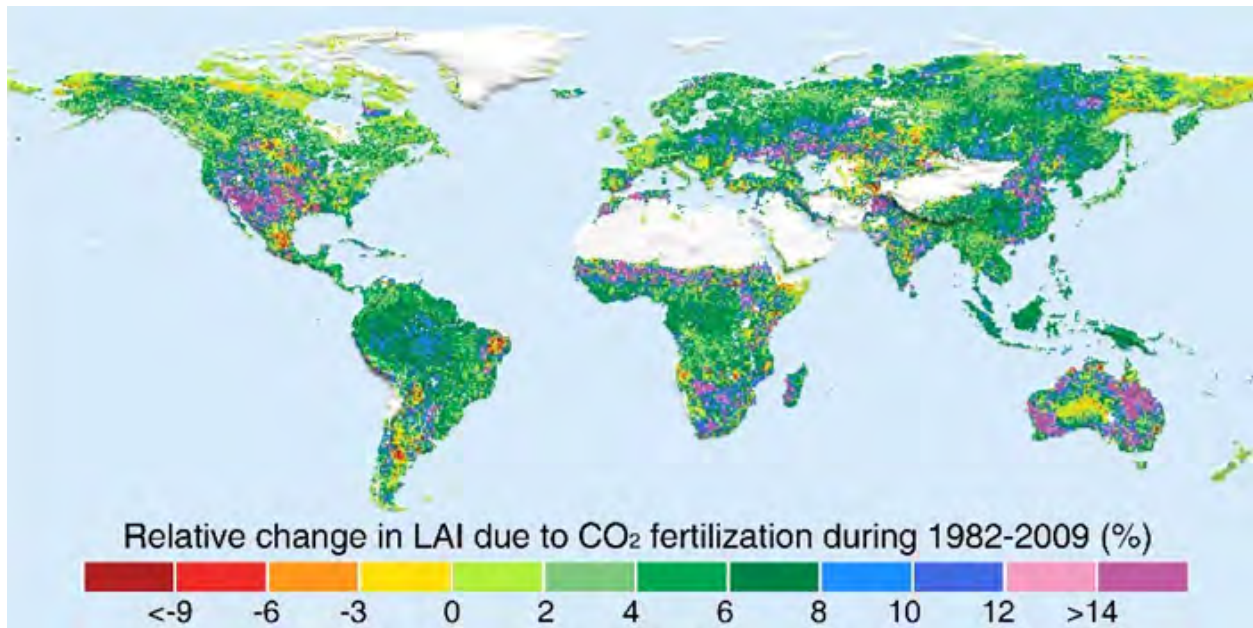 Relative change in LAI due to CO₂ fertilization during 1982-2009 (%)
<-9 -6 -3 0 2 4 6 8 10 12 >14